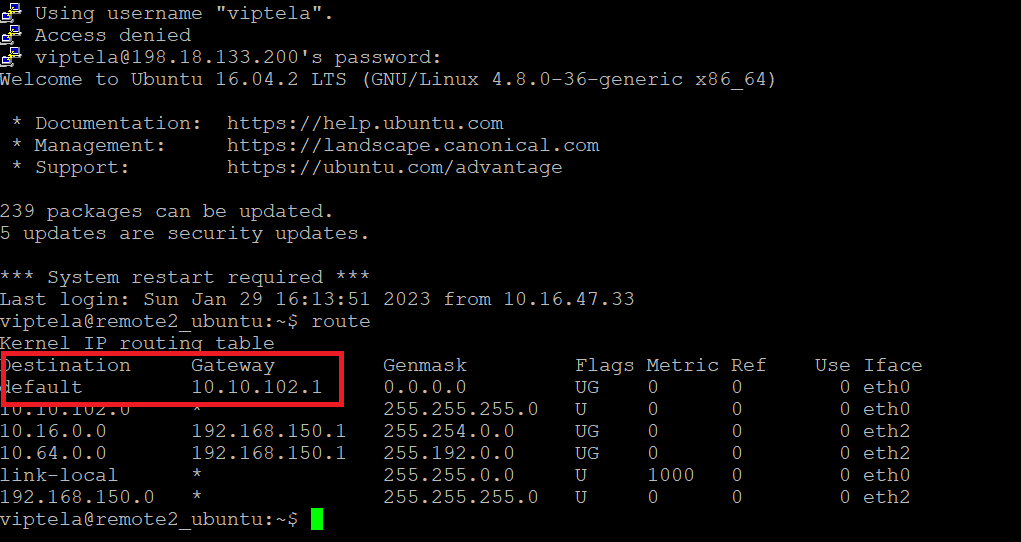 Using username "viptela".
Access denied
viptela@198.18.133.200's password:
Welcome to Ubuntu 16.04.2 LTS (GNU/Linux 4.8.0-36-generic x86_64)
* Documentation:  https://help.ubuntu.com
* Management:     https://landscape.canonical.com
* Support:        https://ubuntu.com/advantage
239 packages can be updated.
5 updates are security updates.
*** System restart required ***
Last login: Sun Jan 29 16:13:51 2023 from 10.16.47.33
viptela@remote2_ubuntu:~$ route
Kernel IP routing table
Destination     Gateway         Genmask         Flags Metric Ref    Use Iface
default         10.10.102.1     0.0.0.0         UG    0      0        0 eth0
10.10.102.0     *               255.255.255.0   U     0      0        0 eth0
10.16.0.0       192.168.150.1   255.254.0.0     UG    0      0        0 eth2
10.64.0.0       192.168.150.1   255.192.0.0     UG    0      0        0 eth2
link-local      *               255.255.0.0     U     1000   0        0 eth0
192.168.150.0   *               255.255.255.0   U     0      0        0 eth2
viptela@remote2_ubuntu:~$